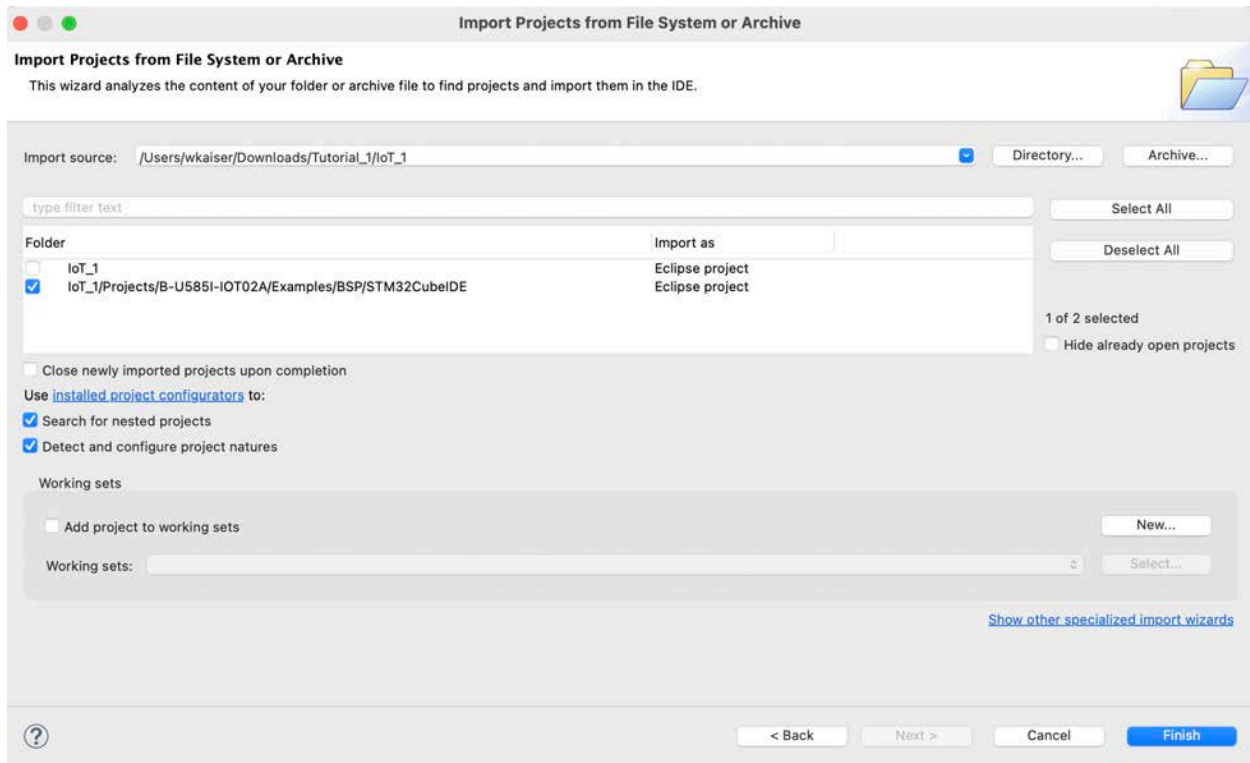 Import Projects from File System or Archive
Import Projects from File System or Archive
This wizard analyzes the content of your folder or archive file to find projects and import them in the IDE.
Import source: /Users/wkaiser/Downloads/Tutorial_1/IoT_1 Directory... Archive...
type filter text Select All
Folder Import as Deselect All
IoT_1 Eclipse project
IoT_1/Projects/B-U585I-IOT02A/Examples/BSP/STM32CubeIDE Eclipse project
1 of 2 selected
Hide already open projects
Close newly imported projects upon completion
Use installed project configurators to:
Search for nested projects
Detect and configure project natures
Working sets
Add project to working sets New...
Working sets: Select...
Show other specialized import wizards
? < Back Next > Cancel Finish